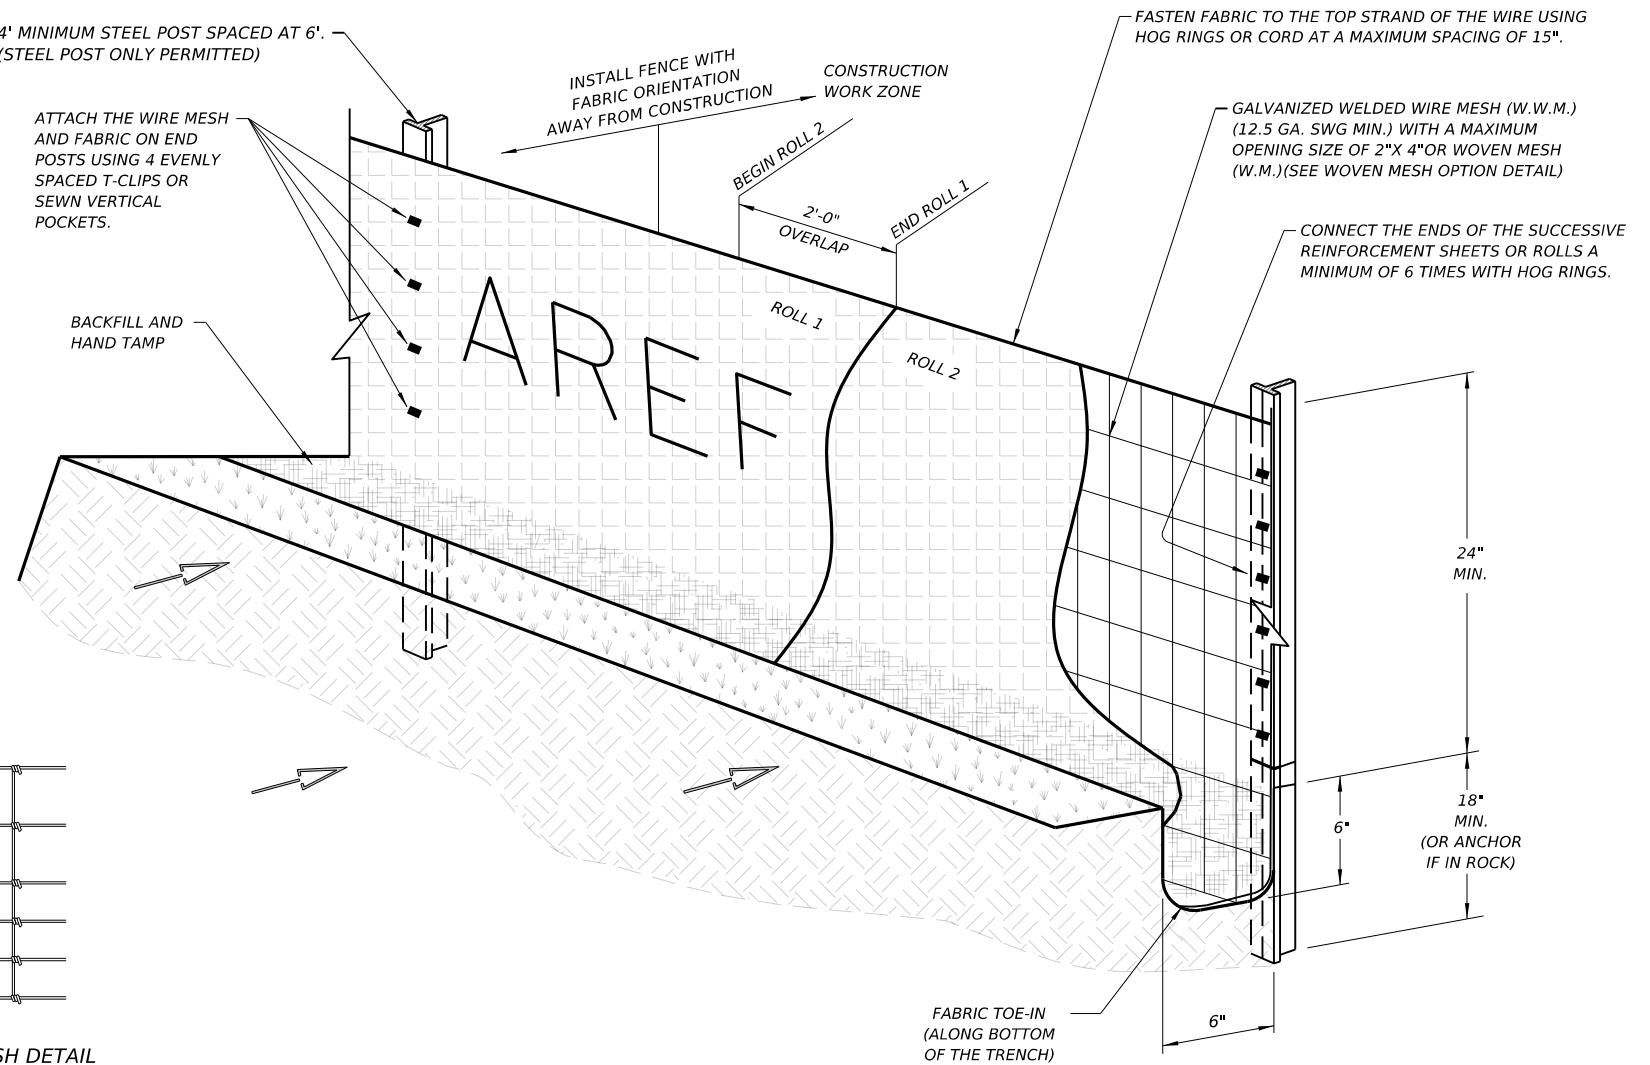 4' MINIMUM STEEL POST SPACED AT 6'.
(STEEL POST ONLY PERMITTED)
ATTACH THE WIRE MESH
AND FABRIC ON END
POSTS USING 4 EVENLY
SPACED T-CLIPS OR
SEWN VERTICAL
POCKETS.
BACKFILL AND
HAND TAMP
INSTALL FENCE WITH
FABRIC ORIENTATION
AWAY FROM CONSTRUCTION
CONSTRUCTION
WORK ZONE
BEGIN ROLL 2
END ROLL 1
2'-0"
OVERLAP
FASTEN FABRIC TO THE TOP STRAND OF THE WIRE USING
HOG RINGS OR CORD AT A MAXIMUM SPACING OF 15".
GALVANIZED WELDED WIRE MESH (W.W.M.)
(12.5 GA. SWG MIN.) WITH A MAXIMUM
OPENING SIZE OF 2"X 4"OR WOVEN MESH
(W.M.)(SEE WOVEN MESH OPTION DETAIL)
CONNECT THE ENDS OF THE SUCCESSIVE
REINFORCEMENT SHEETS OR ROLLS A
MINIMUM OF 6 TIMES WITH HOG RINGS.
AREF
ROLL 1
ROLL 2
24"
MIN.
18"
MIN.
(OR ANCHOR
IF IN ROCK)
6"
6"
FABRIC TOE-IN
(ALONG BOTTOM
OF THE TRENCH)
SH DETAIL